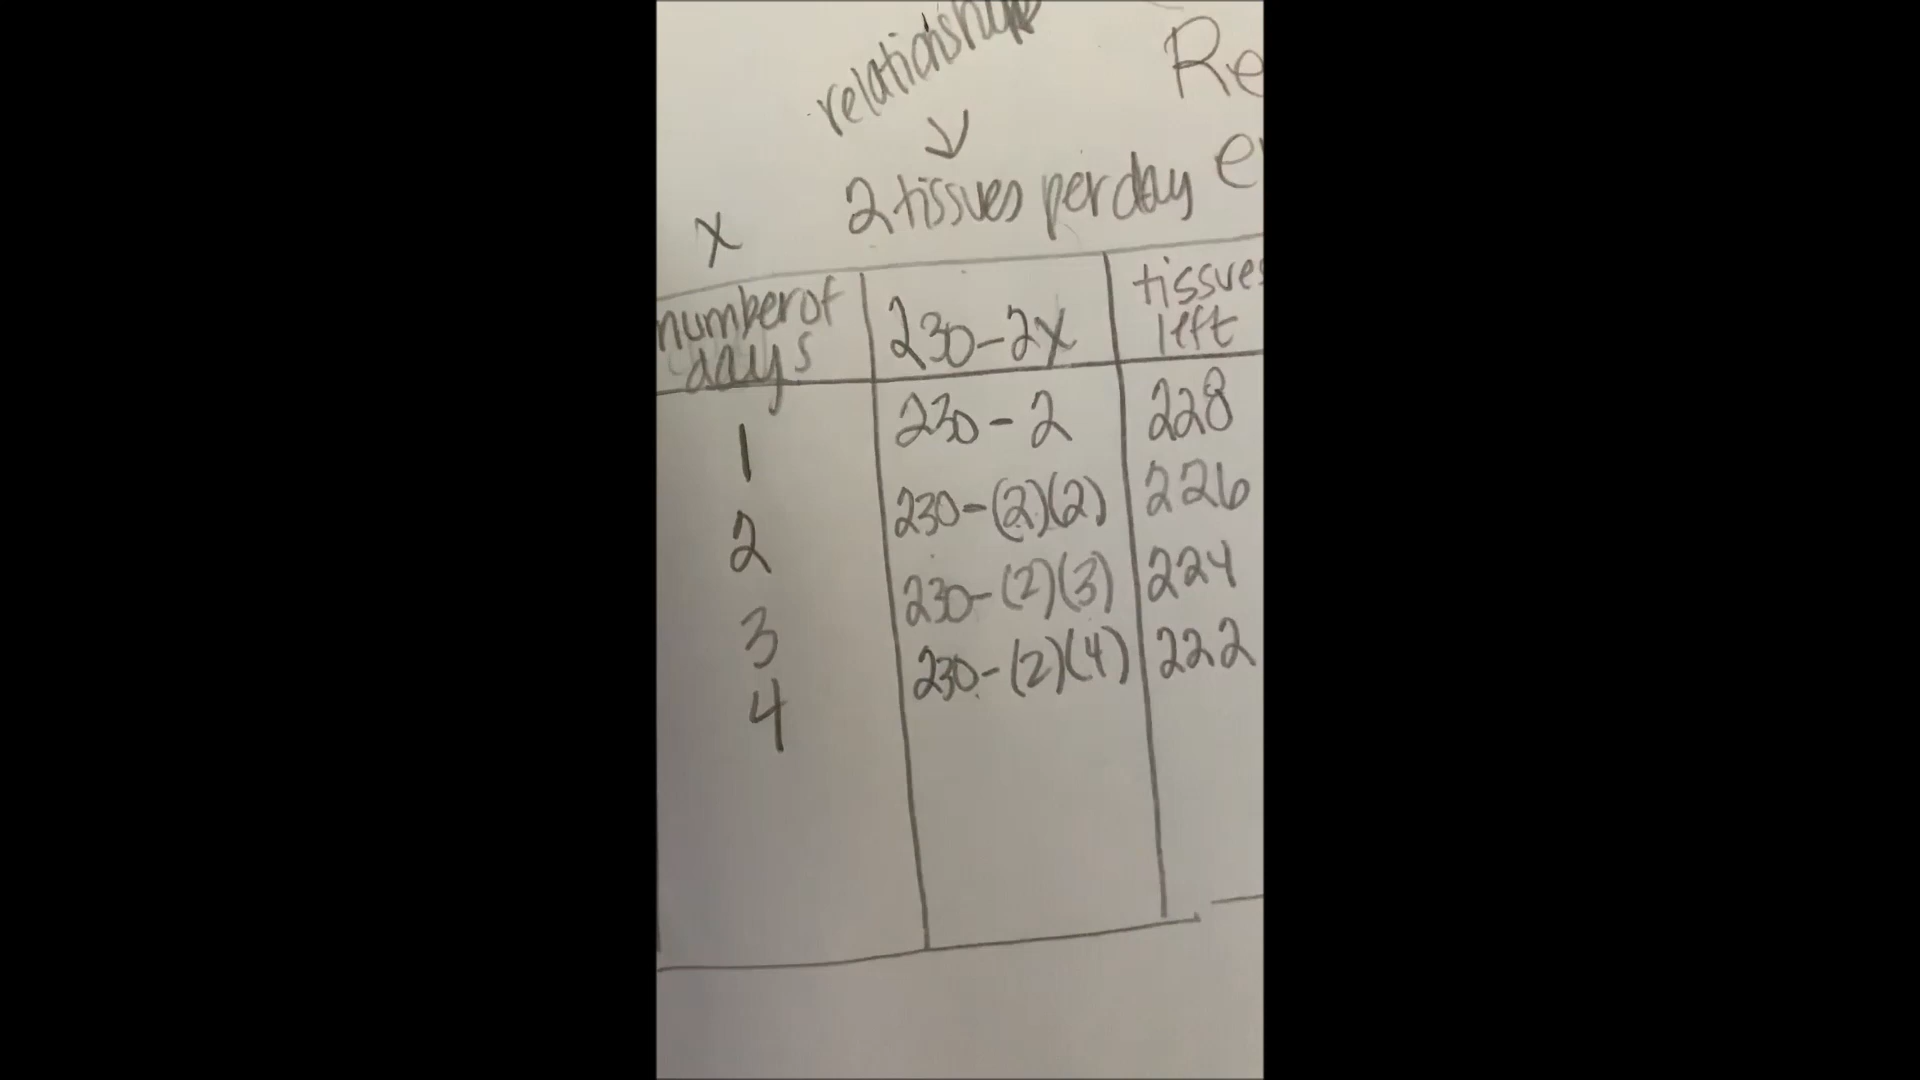 relationship
Re
2 tissues per day
x
number of
days
230-2x
tissues
left
1
230-2
228
2
230-(2)(2)
226
3
230-(2)(3)
224
4
230-(2)(4)
222